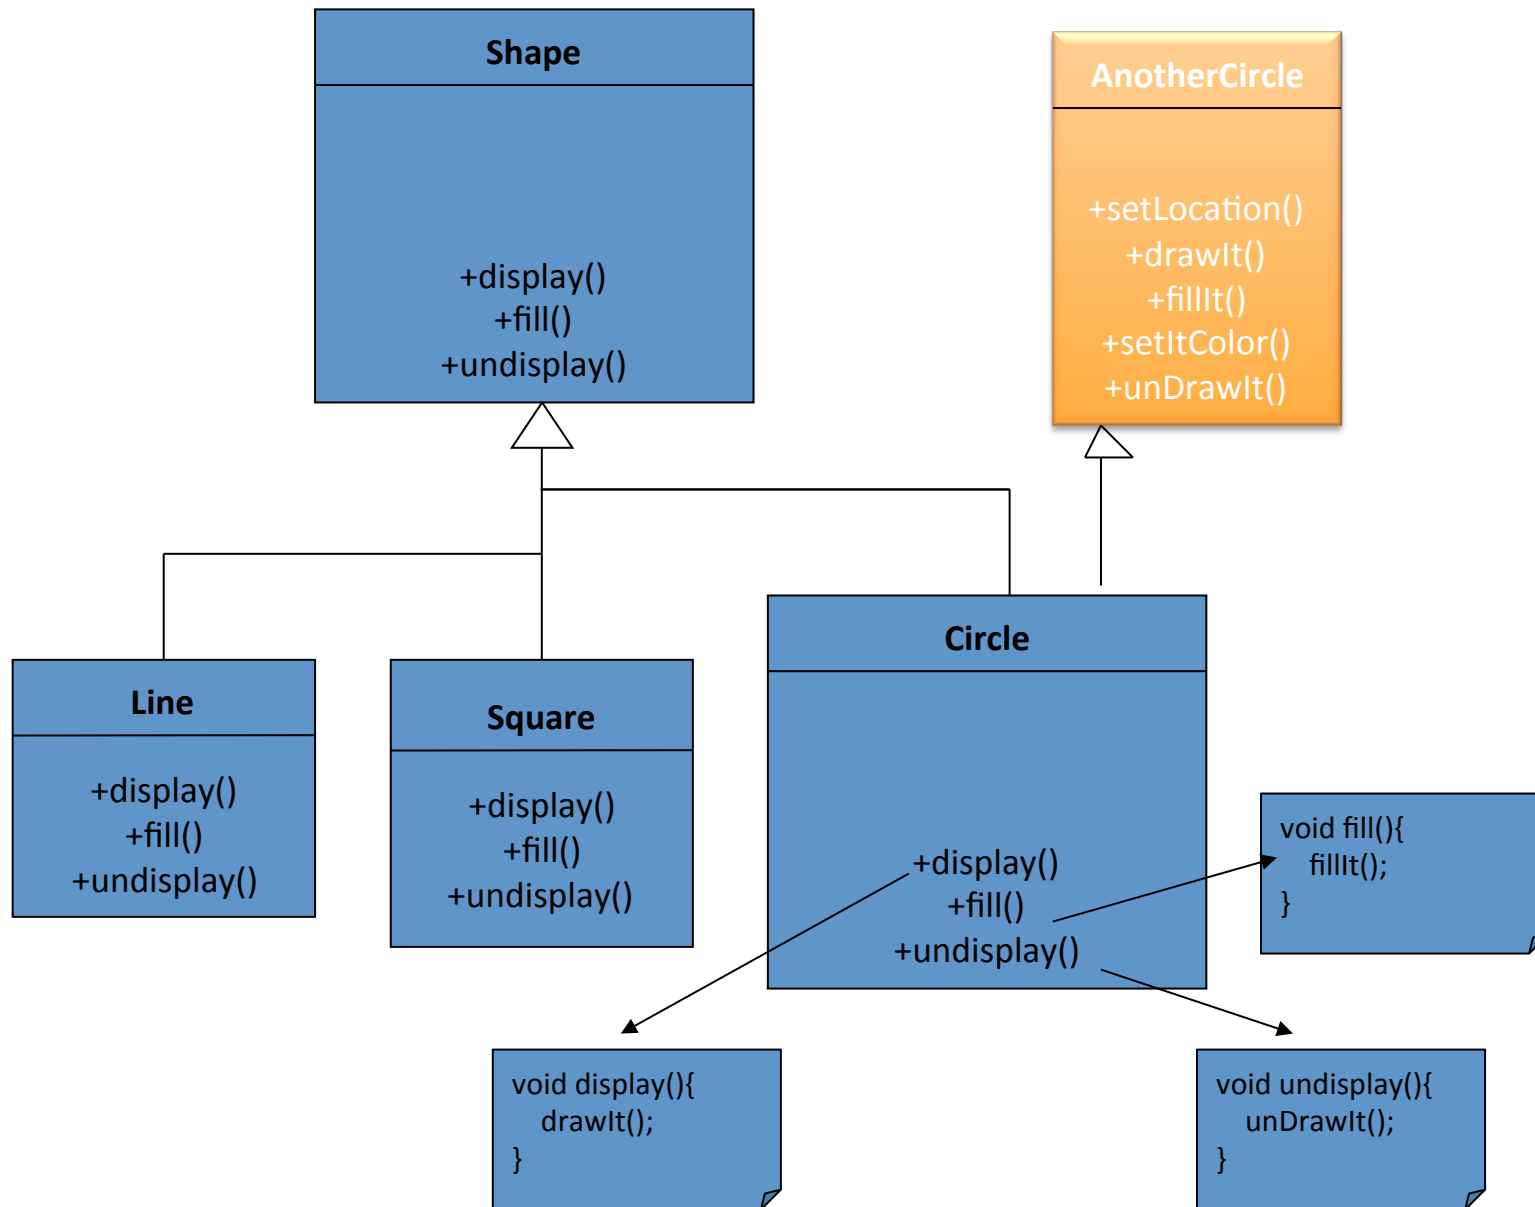 Shape
+display()
+fill()
+undisplay()
AnotherCircle
+setLocation()
+drawIt()
+fillIt()
+setItColor()
+unDrawIt()
Line
+display()
+fill()
+undisplay()
Square
+display()
+fill()
+undisplay()
Circle
+display()
+fill()
+undisplay()
void fill(){
fillIt();
}
void display(){
drawIt();
}
void undisplay(){
unDrawIt();
}